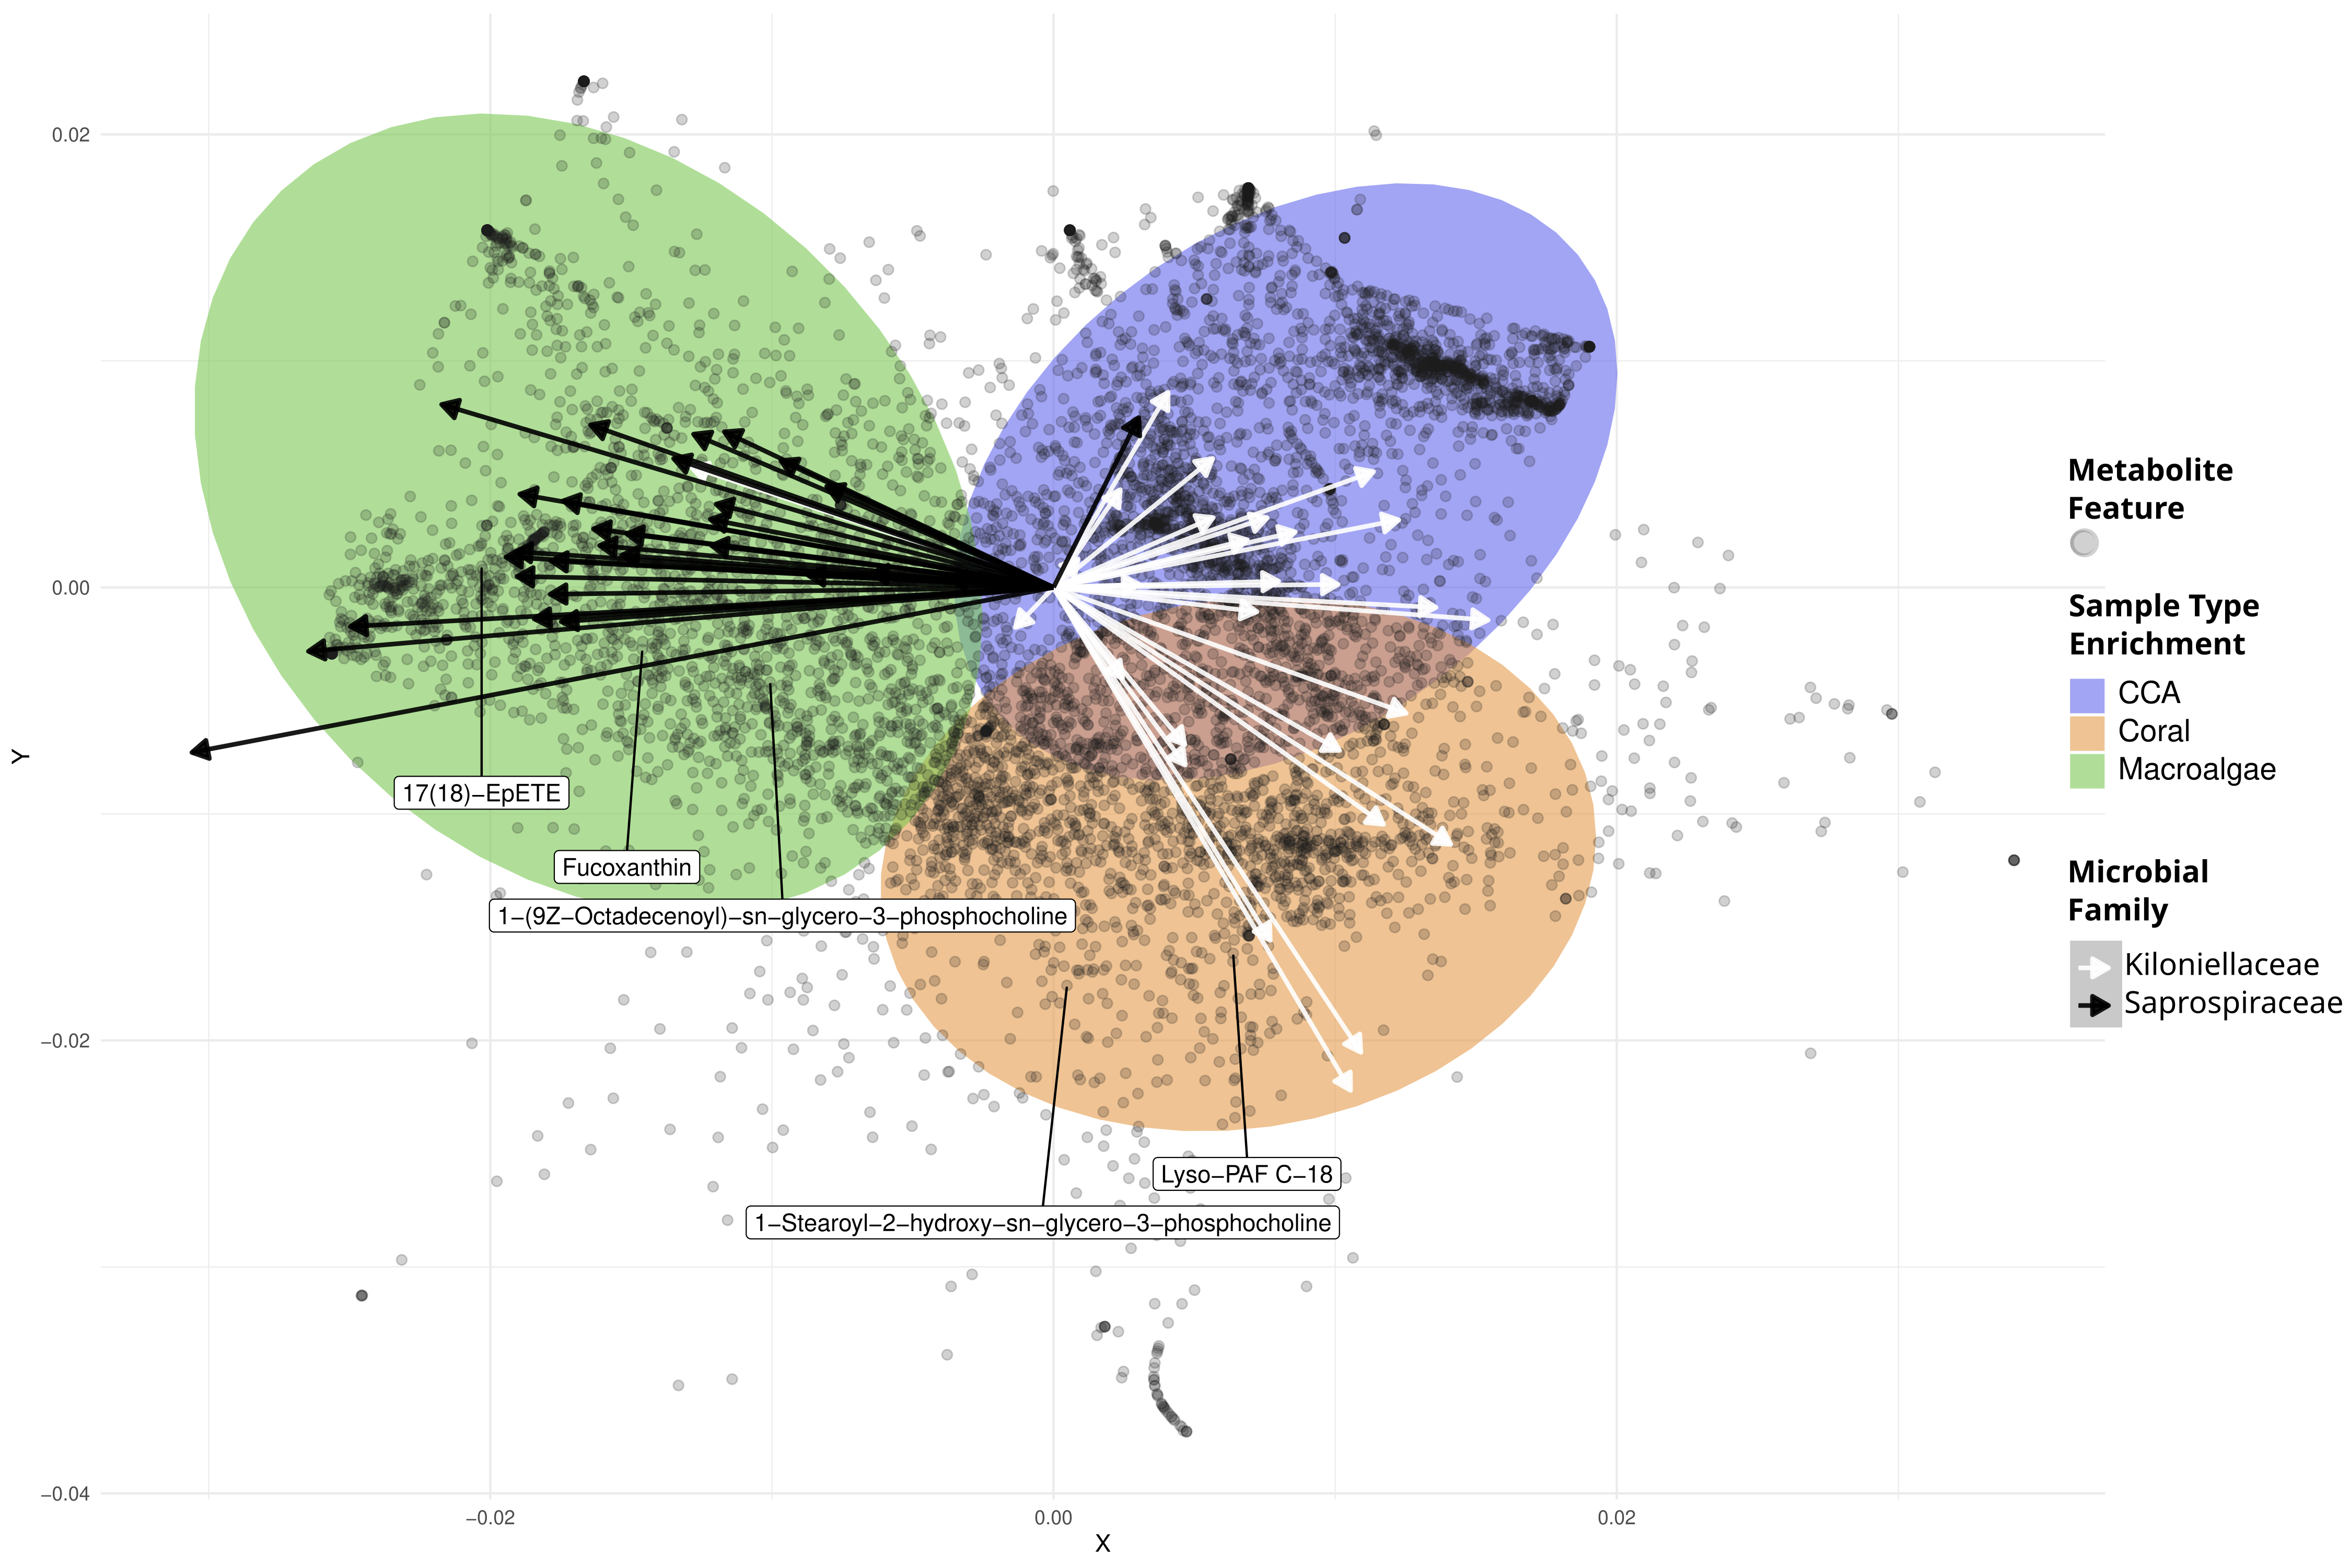 0.02
0.00
−0.02
−0.04
Y
−0.02
0.00
0.02
X
17(18)−EpETE
Fucoxanthin
1−(9Z−Octadecenoyl)−sn−glycero−3−phosphocholine
Lyso−PAF C−18
1−Stearoyl−2−hydroxy−sn−glycero−3−phosphocholine
Metabolite
Feature
Sample Type
Enrichment
CCA
Coral
Macroalgae
Microbial
Family
Kiloniellaceae
Saprospiraceae